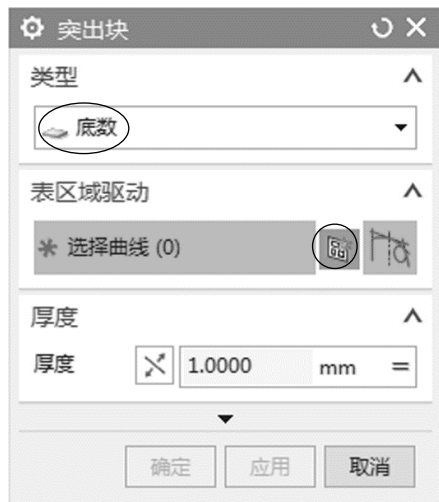 突出块
类型
底数
表区域驱动
* 选择曲线 (0)
厚度
厚度 1.0000 mm =
确定 应用 取消